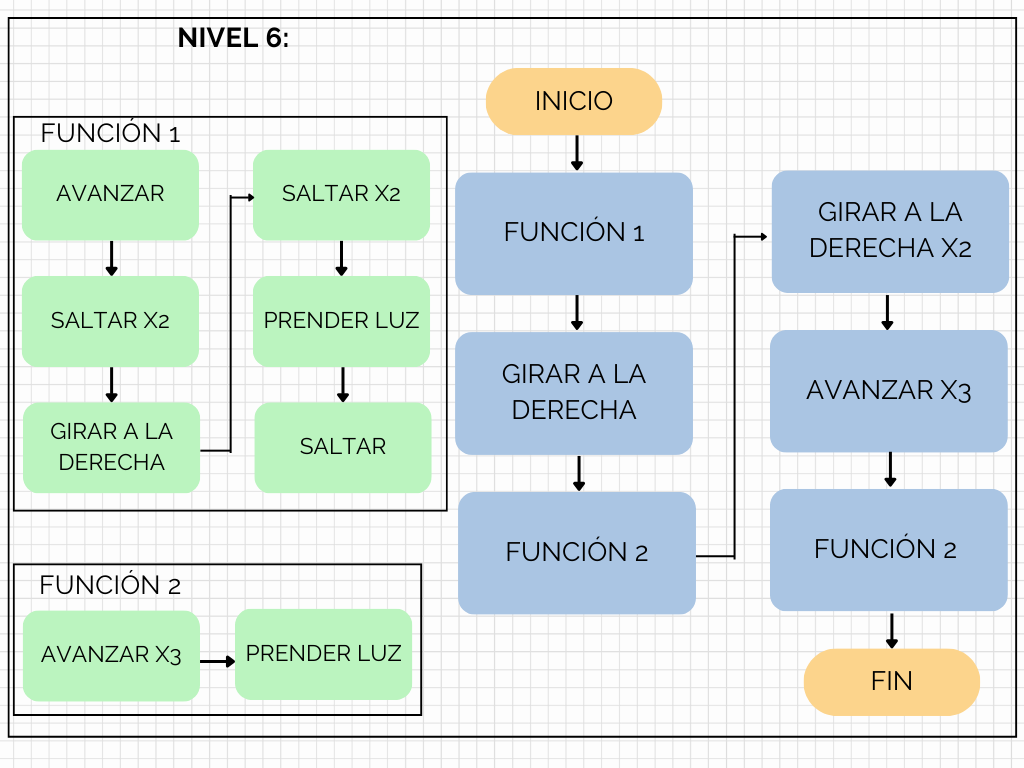 NIVEL 6:
FUNCIÓN 1
AVANZAR
SALTAR X2
GIRAR A LA
DERECHA
SALTAR X2
PRENDER LUZ
SALTAR
FUNCIÓN 2
AVANZAR X3
PRENDER LUZ
INICIO
FUNCIÓN 1
GIRAR A LA
DERECHA
FUNCIÓN 2
GIRAR A LA
DERECHA X2
AVANZAR X3
FUNCIÓN 2
FIN